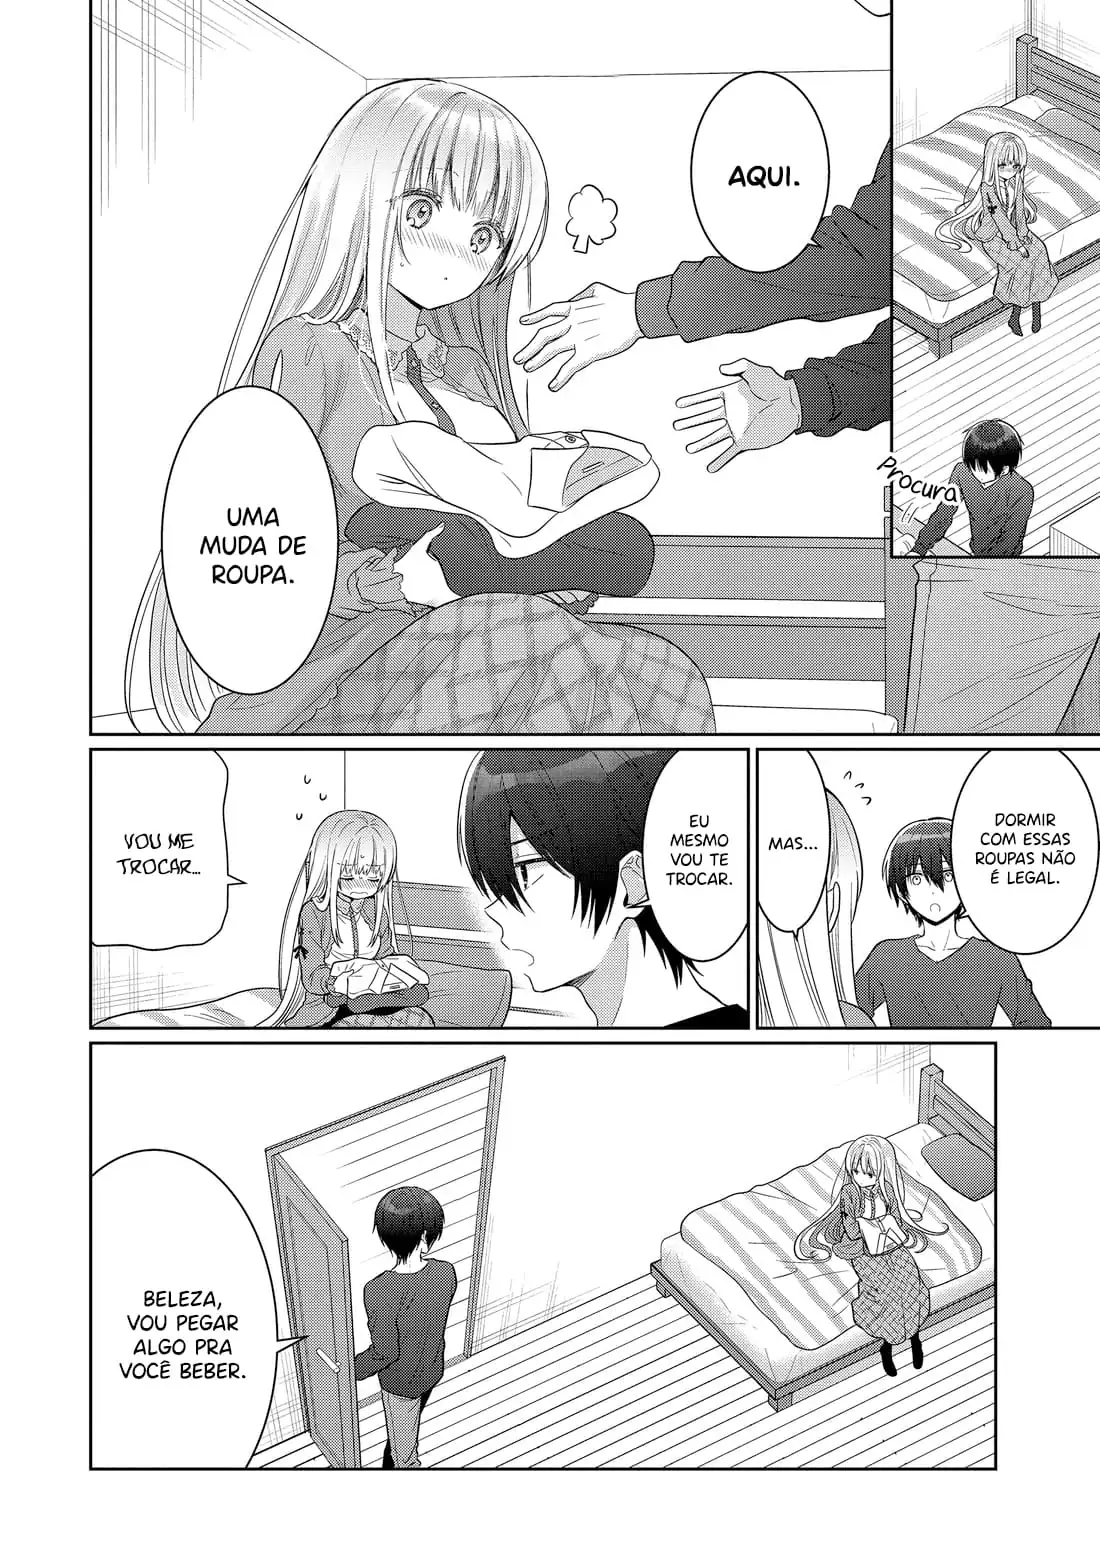 Procura
AQUI.
UMA
MUDA DE
ROUPA.
DORMIR
COM ESSAS
ROUPAS NÃO
É LEGAL.
MAS...
EU
MESMO
VOU TE
TROCAR.
VOU ME
TROCAR...
BELEZA,
VOU PEGAR
ALGO PRA
VOCÊ BEBER.